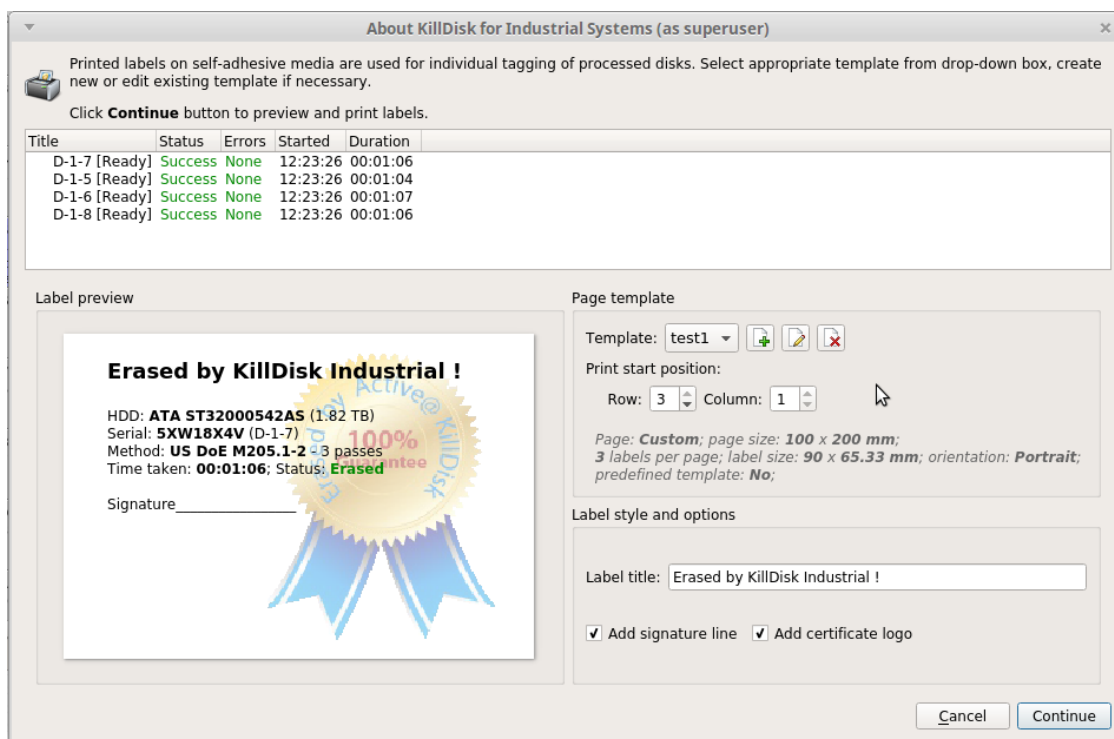 About KillDisk for Industrial Systems (as superuser)
Printed labels on self-adhesive media are used for individual tagging of processed disks. Select appropriate template from drop-down box, create
new or edit existing template if necessary.
Click Continue button to preview and print labels.
Title Status Errors Started Duration
D-1-7 [Ready] Success None 12:23:26 00:01:06
D-1-5 [Ready] Success None 12:23:26 00:01:04
D-1-6 [Ready] Success None 12:23:26 00:01:07
D-1-8 [Ready] Success None 12:23:26 00:01:06
Label preview
Erased by KillDisk Industrial !
HDD: ATA ST32000542AS (1.82 TB)
Serial: 5XW18X4V (D-1-7)
Method: US DoE M205.1-2 - 3 passes
Time taken: 00:01:06; Status: Erased
Signature_________________
Erased by Active@ KillDisk
100%
Guarantee
Page template
Template: test1
Print start position:
Row: 3 Column: 1
Page: Custom; page size: 100 x 200 mm;
3 labels per page; label size: 90 x 65.33 mm; orientation: Portrait;
predefined template: No;
Label style and options
Label title: Erased by KillDisk Industrial !
Add signature line Add certificate logo
Cancel Continue